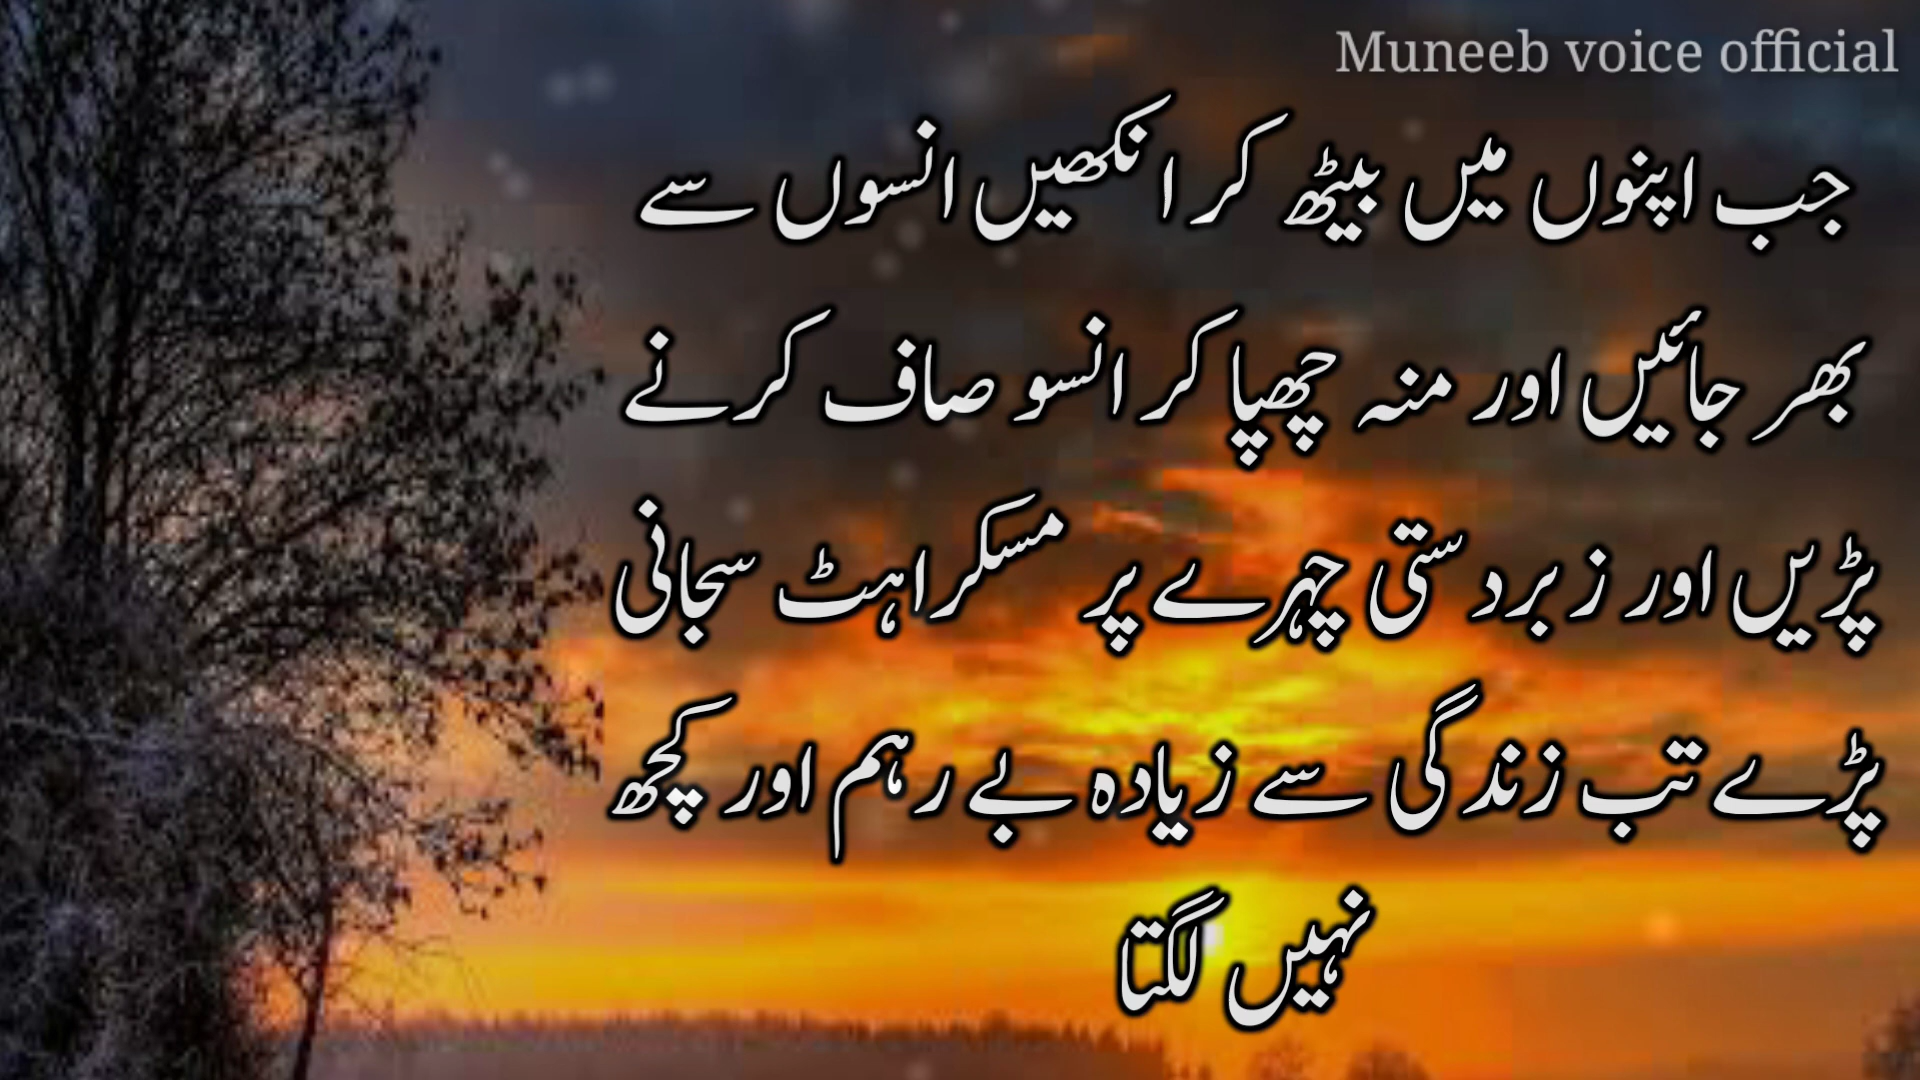 Muneeb voice official
جب اپنوں میں بیٹھ کر انکھیں انسوں سے
بھر جائیں اور منہ چھپا کر انسو صاف کرنے
پڑیں اور زبردستی چہرے پر مسکراہٹ سجانی
پڑے تب زندگی سے زیادہ بے رہم اور کچھ
نہیں لگتا